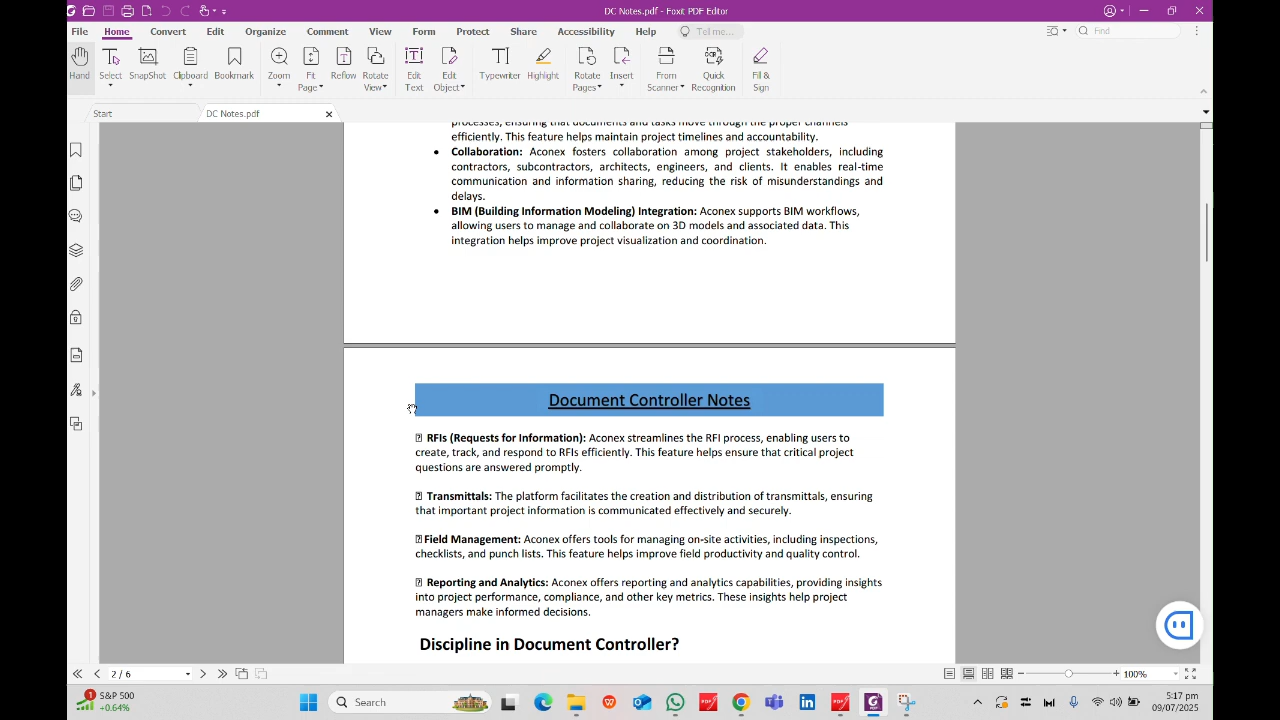 DC Notes.pdf - Foxit PDF Editor
File Home Convert Edit Organize Comment View Form Protect Share Accessibility Help Tell me... Find
Hand Select SnapShot Clipboard Bookmark Zoom Fit Page Reflow Rotate View Edit Text Edit Object Typewriter Highlight Rotate Pages Insert From Scanner Quick Recognition Fill & Sign
Start DC Notes.pdf
processes, ensuring that documents and tasks move through the proper channels
efficiently. This feature helps maintain project timelines and accountability.
• Collaboration: Aconex fosters collaboration among project stakeholders, including
contractors, subcontractors, architects, engineers, and clients. It enables real-time
communication and information sharing, reducing the risk of misunderstandings and
delays.
• BIM (Building Information Modeling) Integration: Aconex supports BIM workflows,
allowing users to manage and collaborate on 3D models and associated data. This
integration helps improve project visualization and coordination.
Document Controller Notes
RFIs (Requests for Information): Aconex streamlines the RFI process, enabling users to
create, track, and respond to RFIs efficiently. This feature helps ensure that critical project
questions are answered promptly.
Transmittals: The platform facilitates the creation and distribution of transmittals, ensuring
that important project information is communicated effectively and securely.
Field Management: Aconex offers tools for managing on-site activities, including inspections,
checklists, and punch lists. This feature helps improve field productivity and quality control.
Reporting and Analytics: Aconex offers reporting and analytics capabilities, providing insights
into project performance, compliance, and other key metrics. These insights help project
managers make informed decisions.
Discipline in Document Controller?
2 / 6 100%
1 S&P 500 +0.64% Search 5:17 pm 09/07/2025